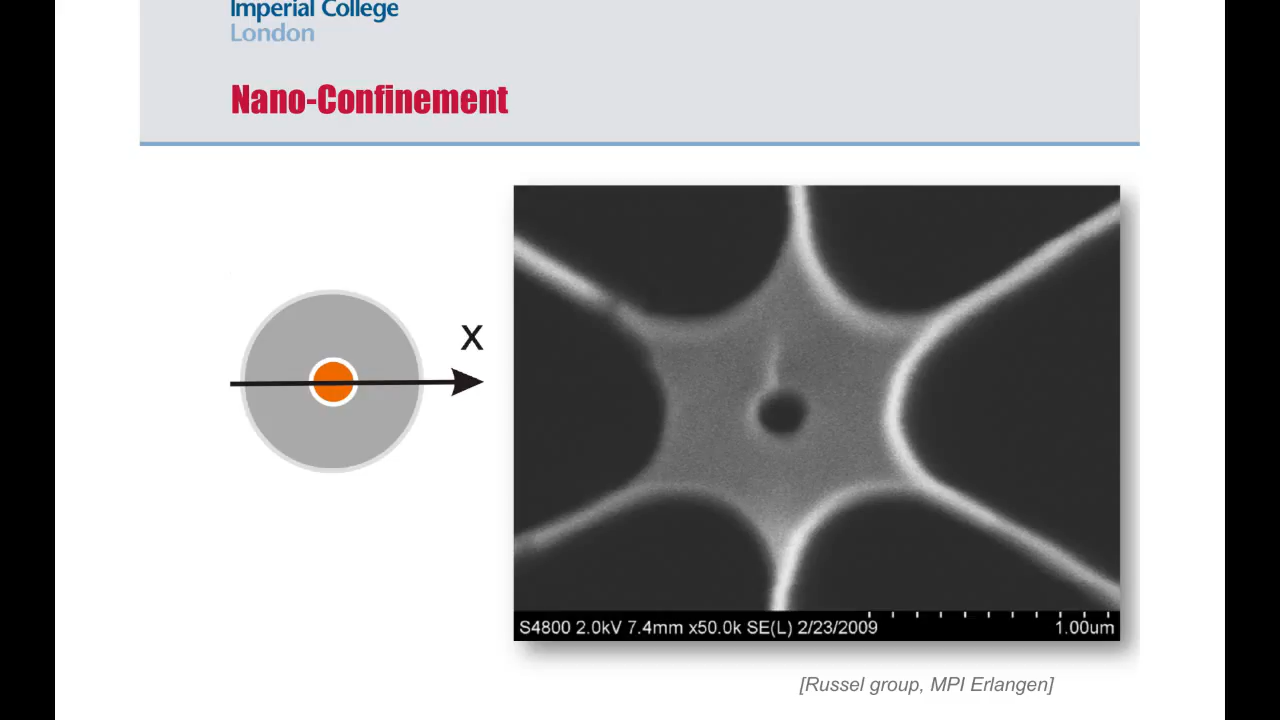 Imperial College
London
Nano-Confinement
X
S4800 2.0kV 7.4mm x50.0k SE(L) 2/23/2009 1.00um
[Russel group, MPI Erlangen]